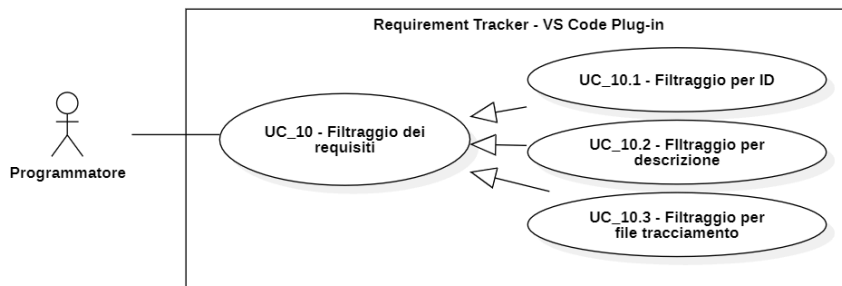 Requirement Tracker - VS Code Plug-in
UC_10.1 - Filtraggio per ID
UC_10 - Filtraggio dei
requisiti
UC_10.2 - FIltraggio per
descrizione
Programmatore
UC_10.3 - Filtraggio per
file tracciamento